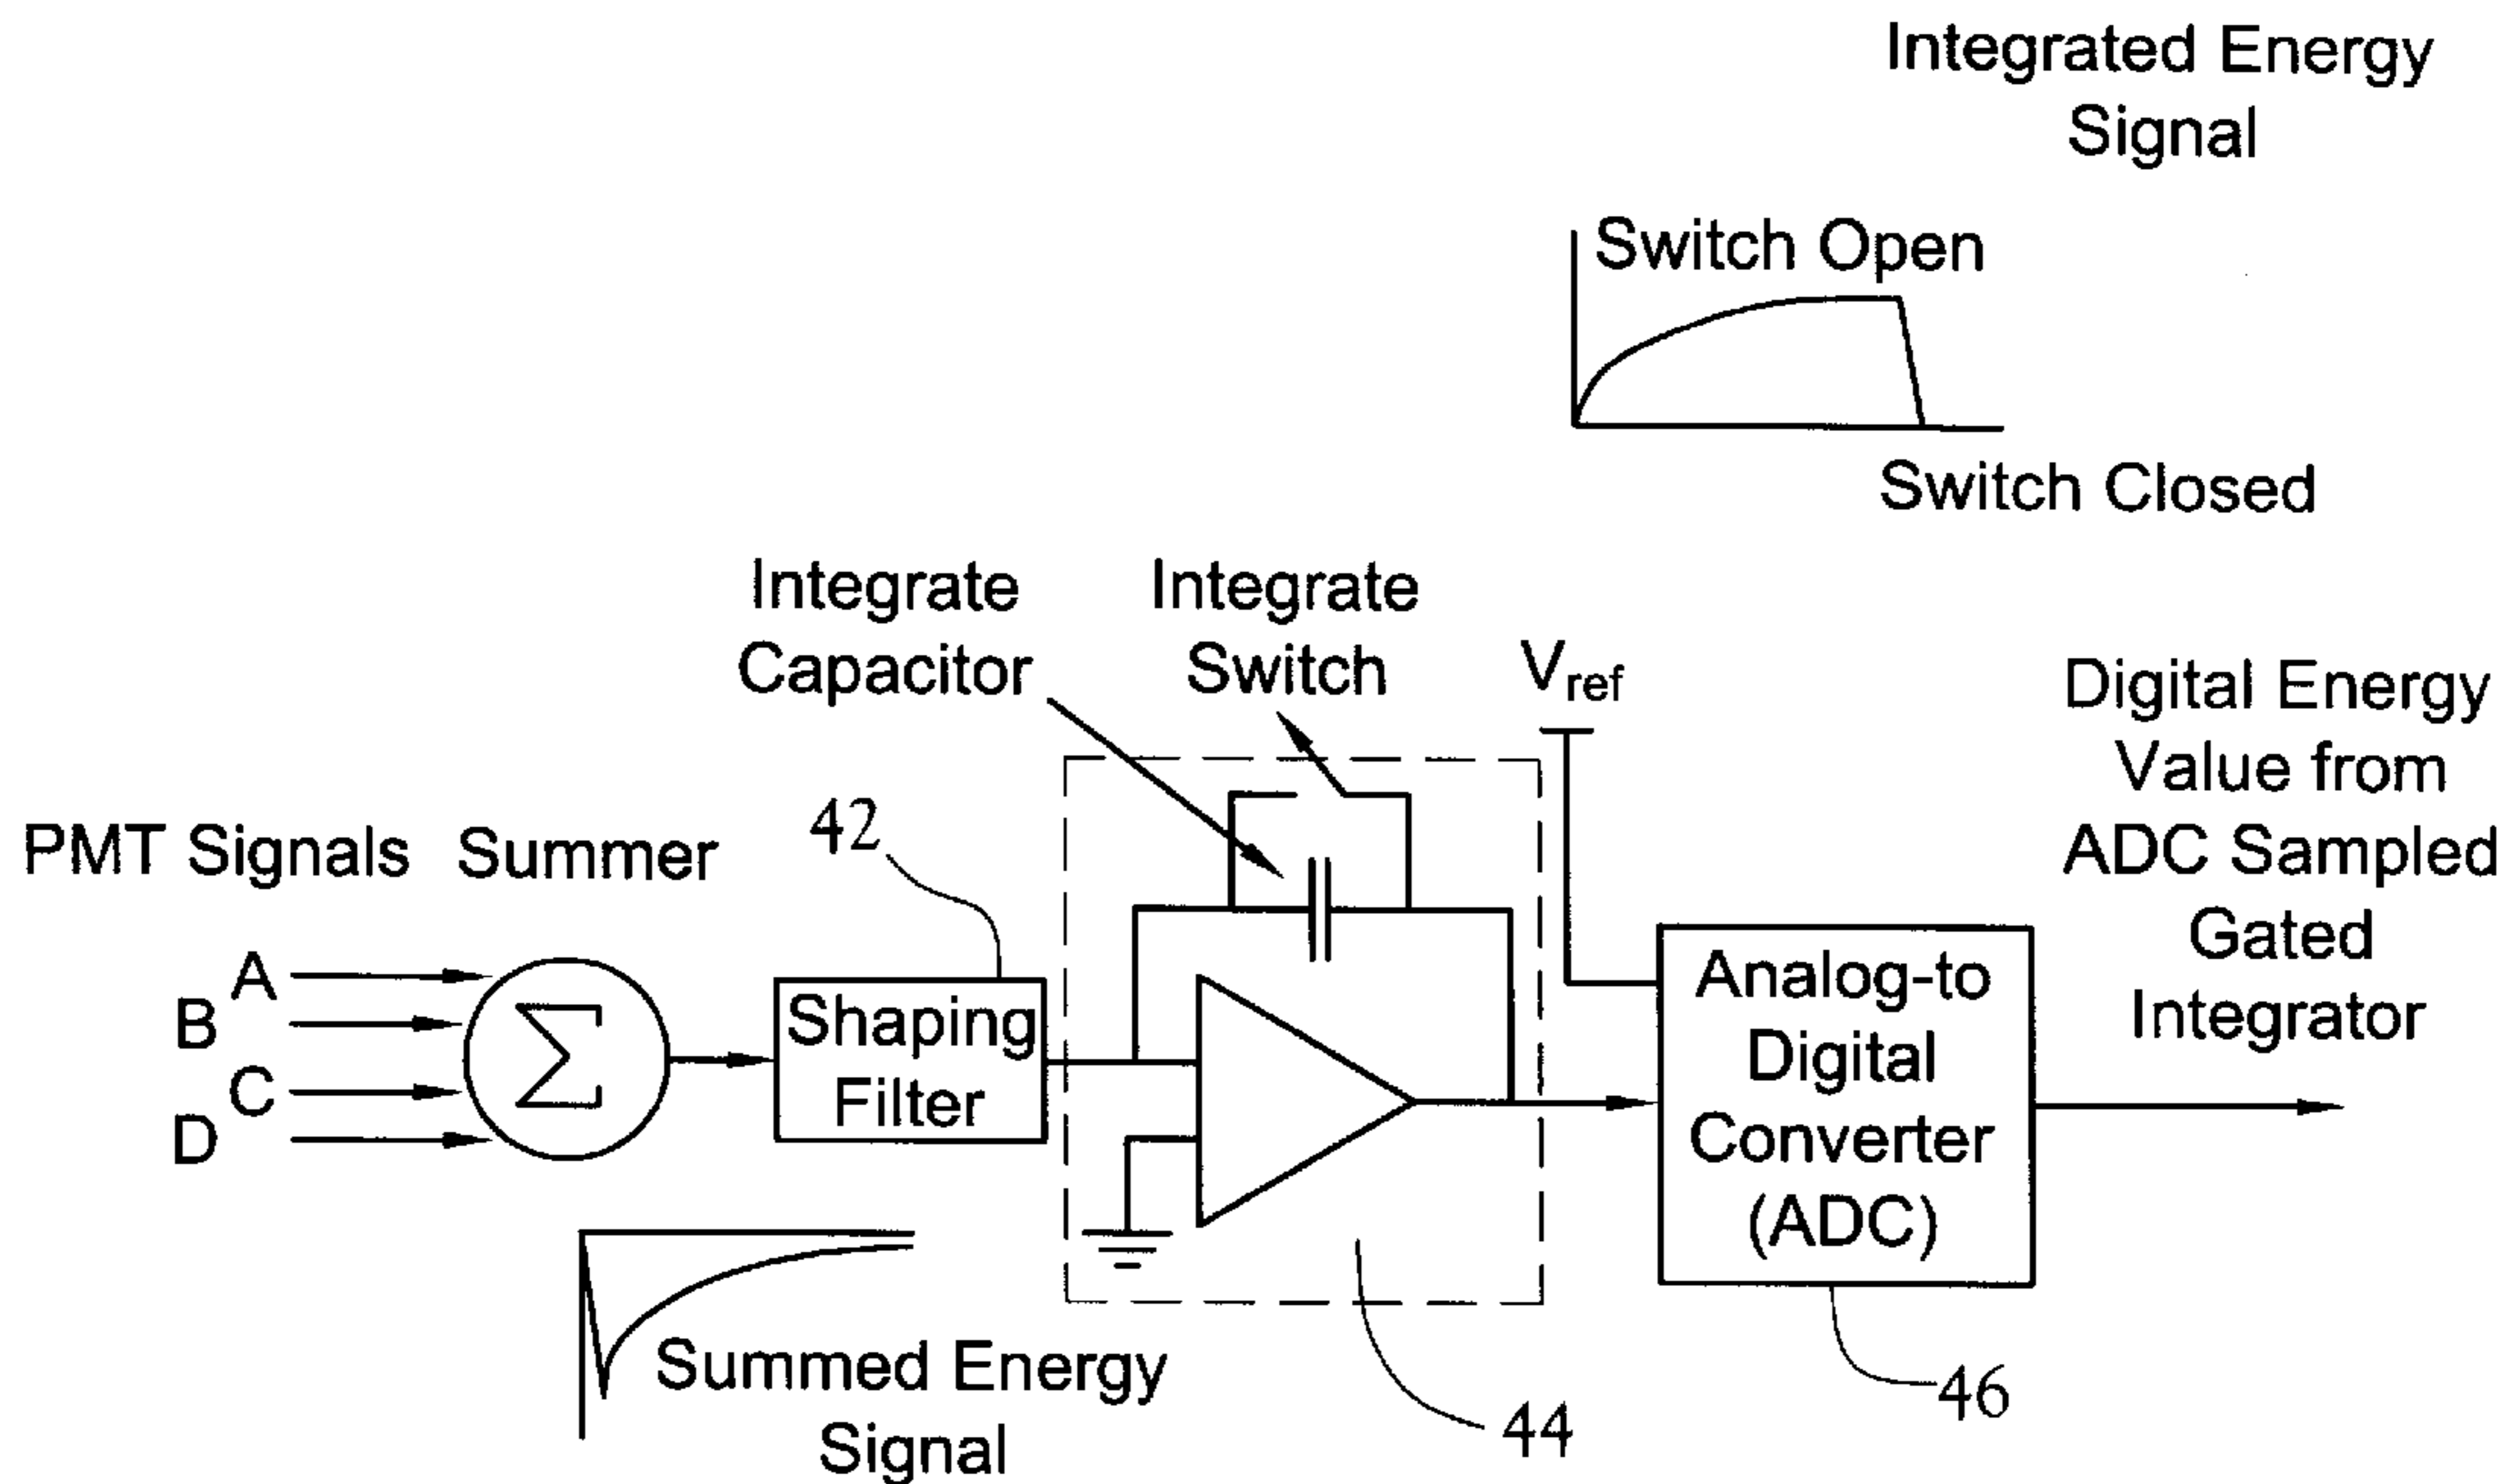 Integrated Energy
Signal
Switch Open
Switch Closed
Integrate
Capacitor
Integrate
Switch
Vref
Digital Energy
Value from
ADC Sampled
Gated
Integrator
PMT Signals
Summer
42
A
B
C
D
Σ
Shaping
Filter
Analog-to
Digital
Converter
(ADC)
Summed Energy
Signal
44
46